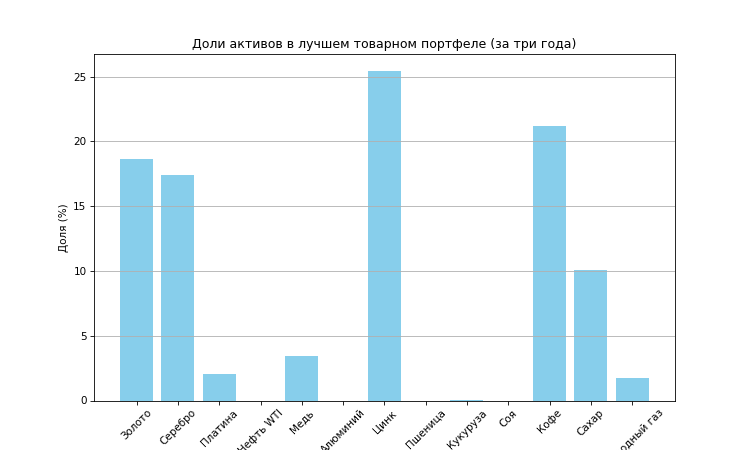 Доли активов в лучшем товарном портфеле (за три года)
Доля (%)
25
20
15
10
5
0
Золото
Серебро
Платина
Нефть WTI
Медь
Алюминий
Цинк
Пшеница
Кукуруза
Соя
Кофе
Сахар
газ